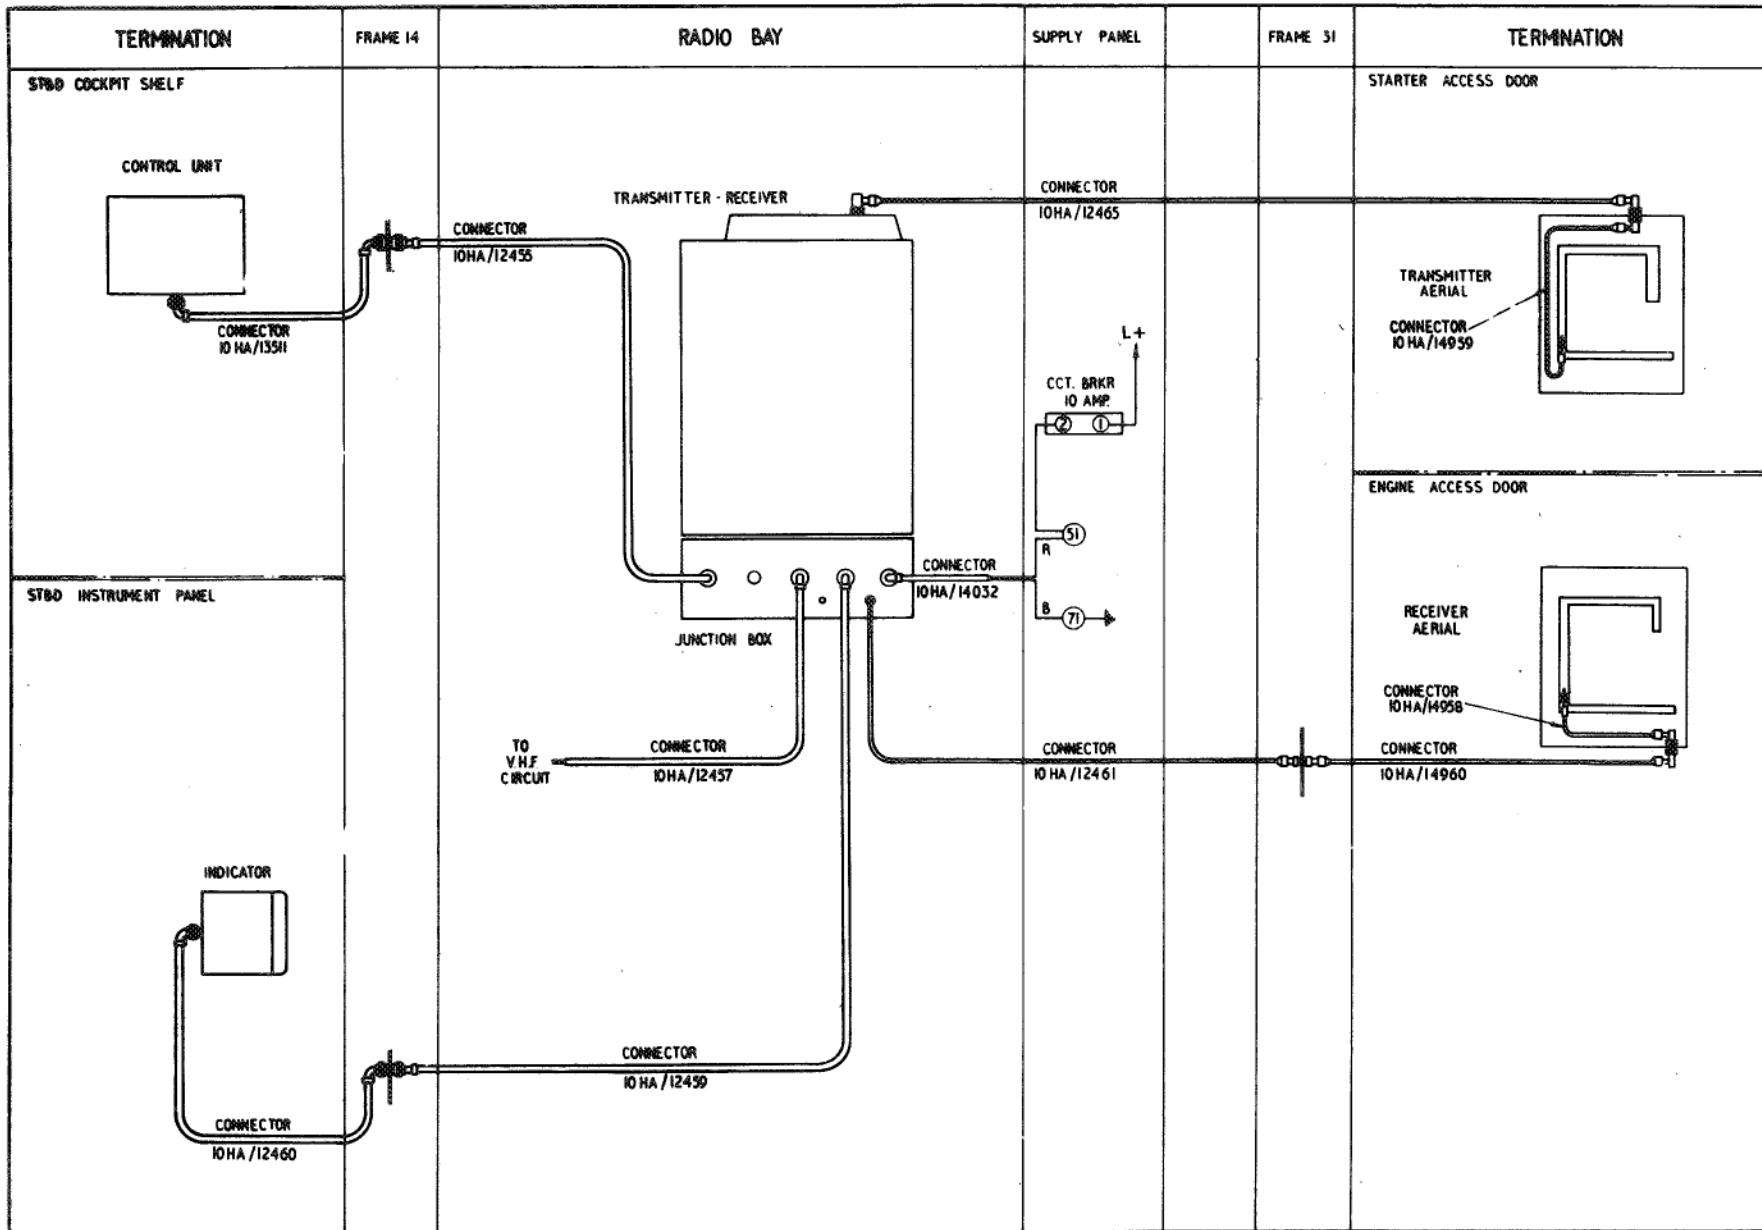 TERMINATION
FRAME 14
RADIO BAY
SUPPLY PANEL
FRAME 31
TERMINATION
STBD COCKPIT SHELF
STARTER ACCESS DOOR
CONTROL UNIT
TRANSMITTER - RECEIVER
CONNECTOR
10HA/12465
CONNECTOR
10HA/12455
CONNECTOR
10 HA/13511
TRANSMITTER
AERIAL
CONNECTOR
10 HA/14959
L+
CCT. BRKR
10 AMP.
2
1
51
R
ENGINE ACCESS DOOR
CONNECTOR
10HA/14032
B
71
STBD INSTRUMENT PANEL
JUNCTION BOX
RECEIVER
AERIAL
CONNECTOR
10HA/14958
TO
V.H.F.
CIRCUIT
CONNECTOR
10HA/12457
CONNECTOR
10 HA/12461
CONNECTOR
10HA/14960
INDICATOR
CONNECTOR
10 HA/12459
CONNECTOR
10HA/12460